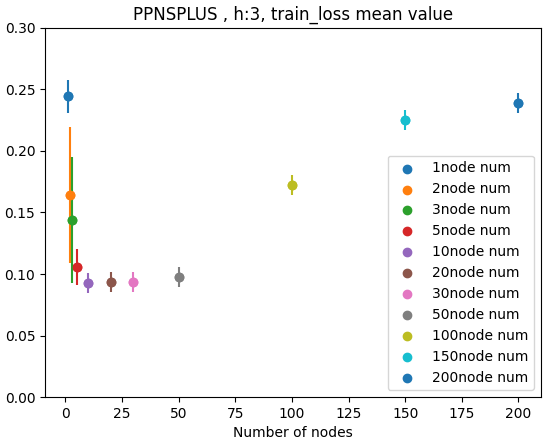 PPNSPLUS , h:3, train_loss mean value
0.30
0.25
0.20
0.15
0.10
0.05
0.00
0 25 50 75 100 125 150 175 200
Number of nodes
1node num
2node num
3node num
5node num
10node num
20node num
30node num
50node num
100node num
150node num
200node num